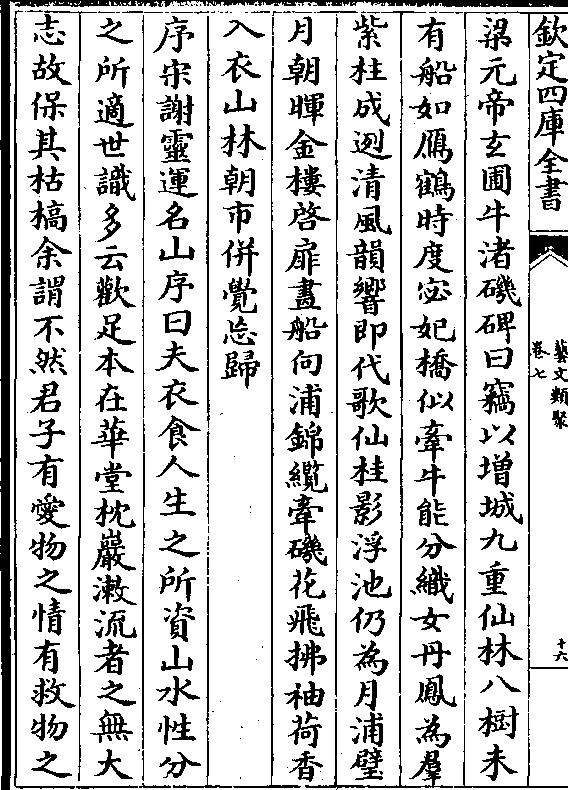 欽定四庫全書
藝文類聚
卷七
十六
梁元帝玄圃牛渚磯碑曰竊以增城九重仙林八樹未
有船如鴈鶴時度宓妃橋似牽牛能分織女丹鳳為羣
紫柱成迾清風韻響即代歌仙桂影浮池仍為月浦璧
月朝暉金樓啓扉畫船向浦錦纜牽磯花飛拂袖荷香
入衣山林朝市併覺忘歸
序宋謝靈運名山序曰夫衣食人生之所資山水性分
之所適世識多云歡足本在華堂枕巖漱流者之無大
志故保其枯槁余謂不然君子有愛物之情有救物之